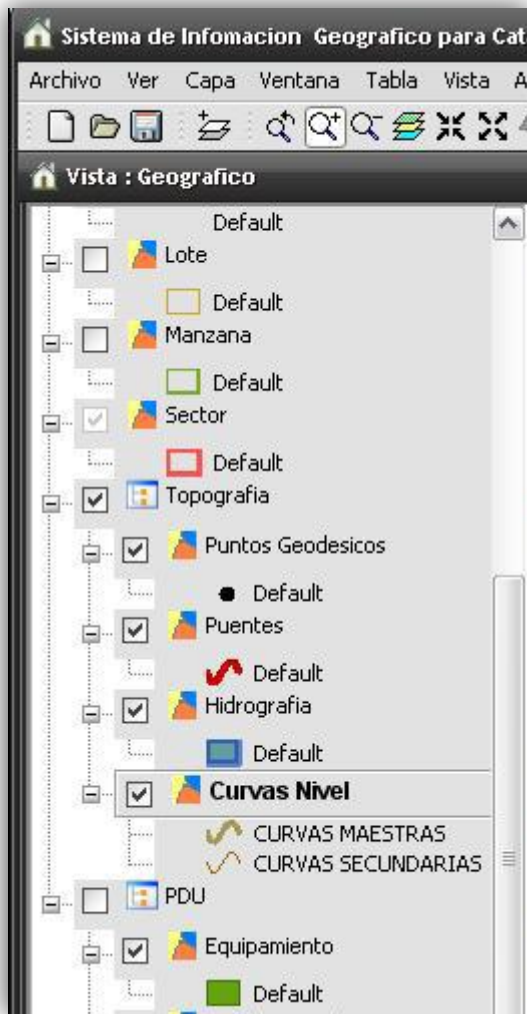 Sistema de Infomacion Geografico para Cat
Archivo Ver Capa Ventana Tabla Vista A
Vista : Geografico
Default
Lote
Default
Manzana
Default
Sector
Default
Topografia
Puntos Geodesicos
Default
Puentes
Default
Hidrografia
Default
Curvas Nivel
CURVAS MAESTRAS
CURVAS SECUNDARIAS
PDU
Equipamiento
Default